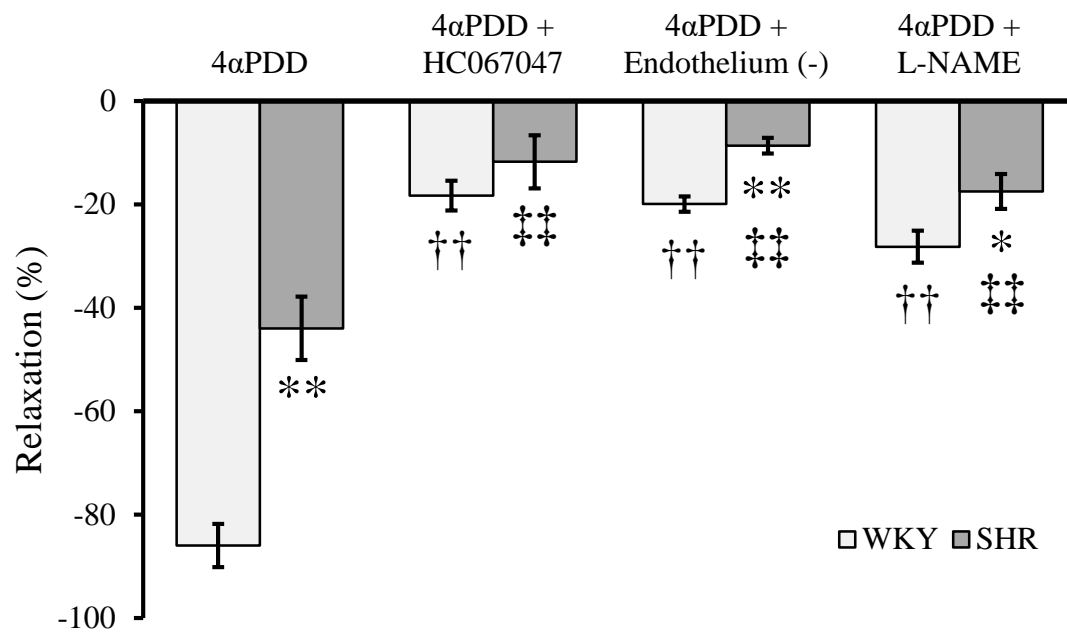 4αPDD
4αPDD +
HC067047
4αPDD +
Endothelium (-)
4αPDD +
L-NAME
Relaxation (%)
0
-20
-40
-60
-80
-100
**
††
‡‡
††
**
‡‡
††
*
‡‡
WKY
SHR